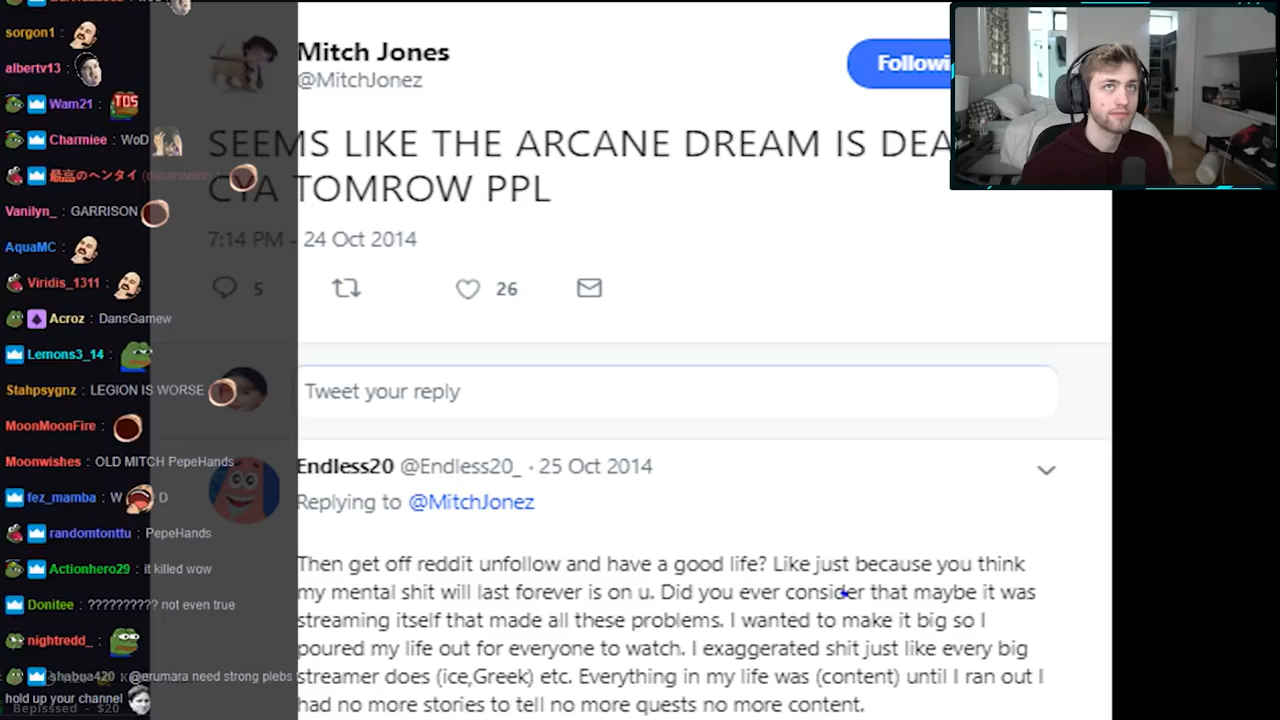 sorgon1 :
albertv13 :
Wam21 : TOS
Charmiee : WoD
最高のヘンタイ
Vanilyn_ : GARRISON
AquaMC :
Viridis_1311 :
Acroz : DansGamew
Lemons3_14 :
Stahpsygnz : LEGION IS WORSE
MoonMoonFire :
Moonwishes : OLD MITCH PepeHands
fez_mamba : W D
randomtonttu : PepeHands
Actionhero29 : it killed wow
Donitee : ?????????? not even true
nightredd_ :
@erumara need strong plebs
hold up your channel
Bepisssed - $20
Mitch Jones
@MitchJonez
Followi
SEEMS LIKE THE ARCANE DREAM IS DEA
CYA TOMROW PPL
7:14 PM - 24 Oct 2014
5 26
Tweet your reply
Endless20 @Endless20_ · 25 Oct 2014
Replying to @MitchJonez
Then get off reddit unfollow and have a good life? Like just because you think
my mental shit will last forever is on u. Did you ever consider that maybe it was
streaming itself that made all these problems. I wanted to make it big so I
poured my life out for everyone to watch. I exaggerated shit just like every big
streamer does (ice,Greek) etc. Everything in my life was (content) until I ran out I
had no more stories to tell no more quests no more content.